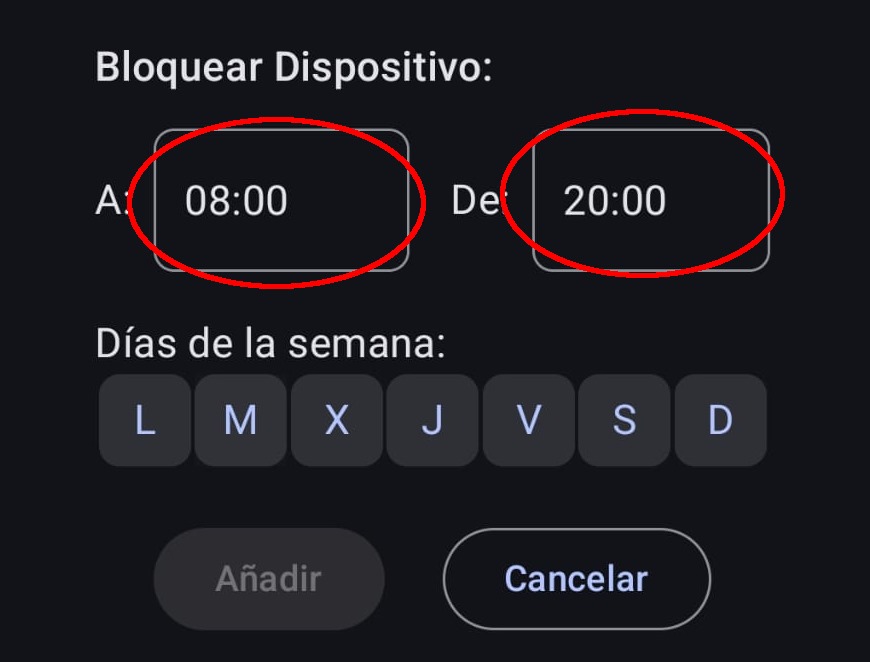 Bloquear Dispositivo:
A: 08:00 De: 20:00
Días de la semana:
L M X J V S D
Añadir Cancelar